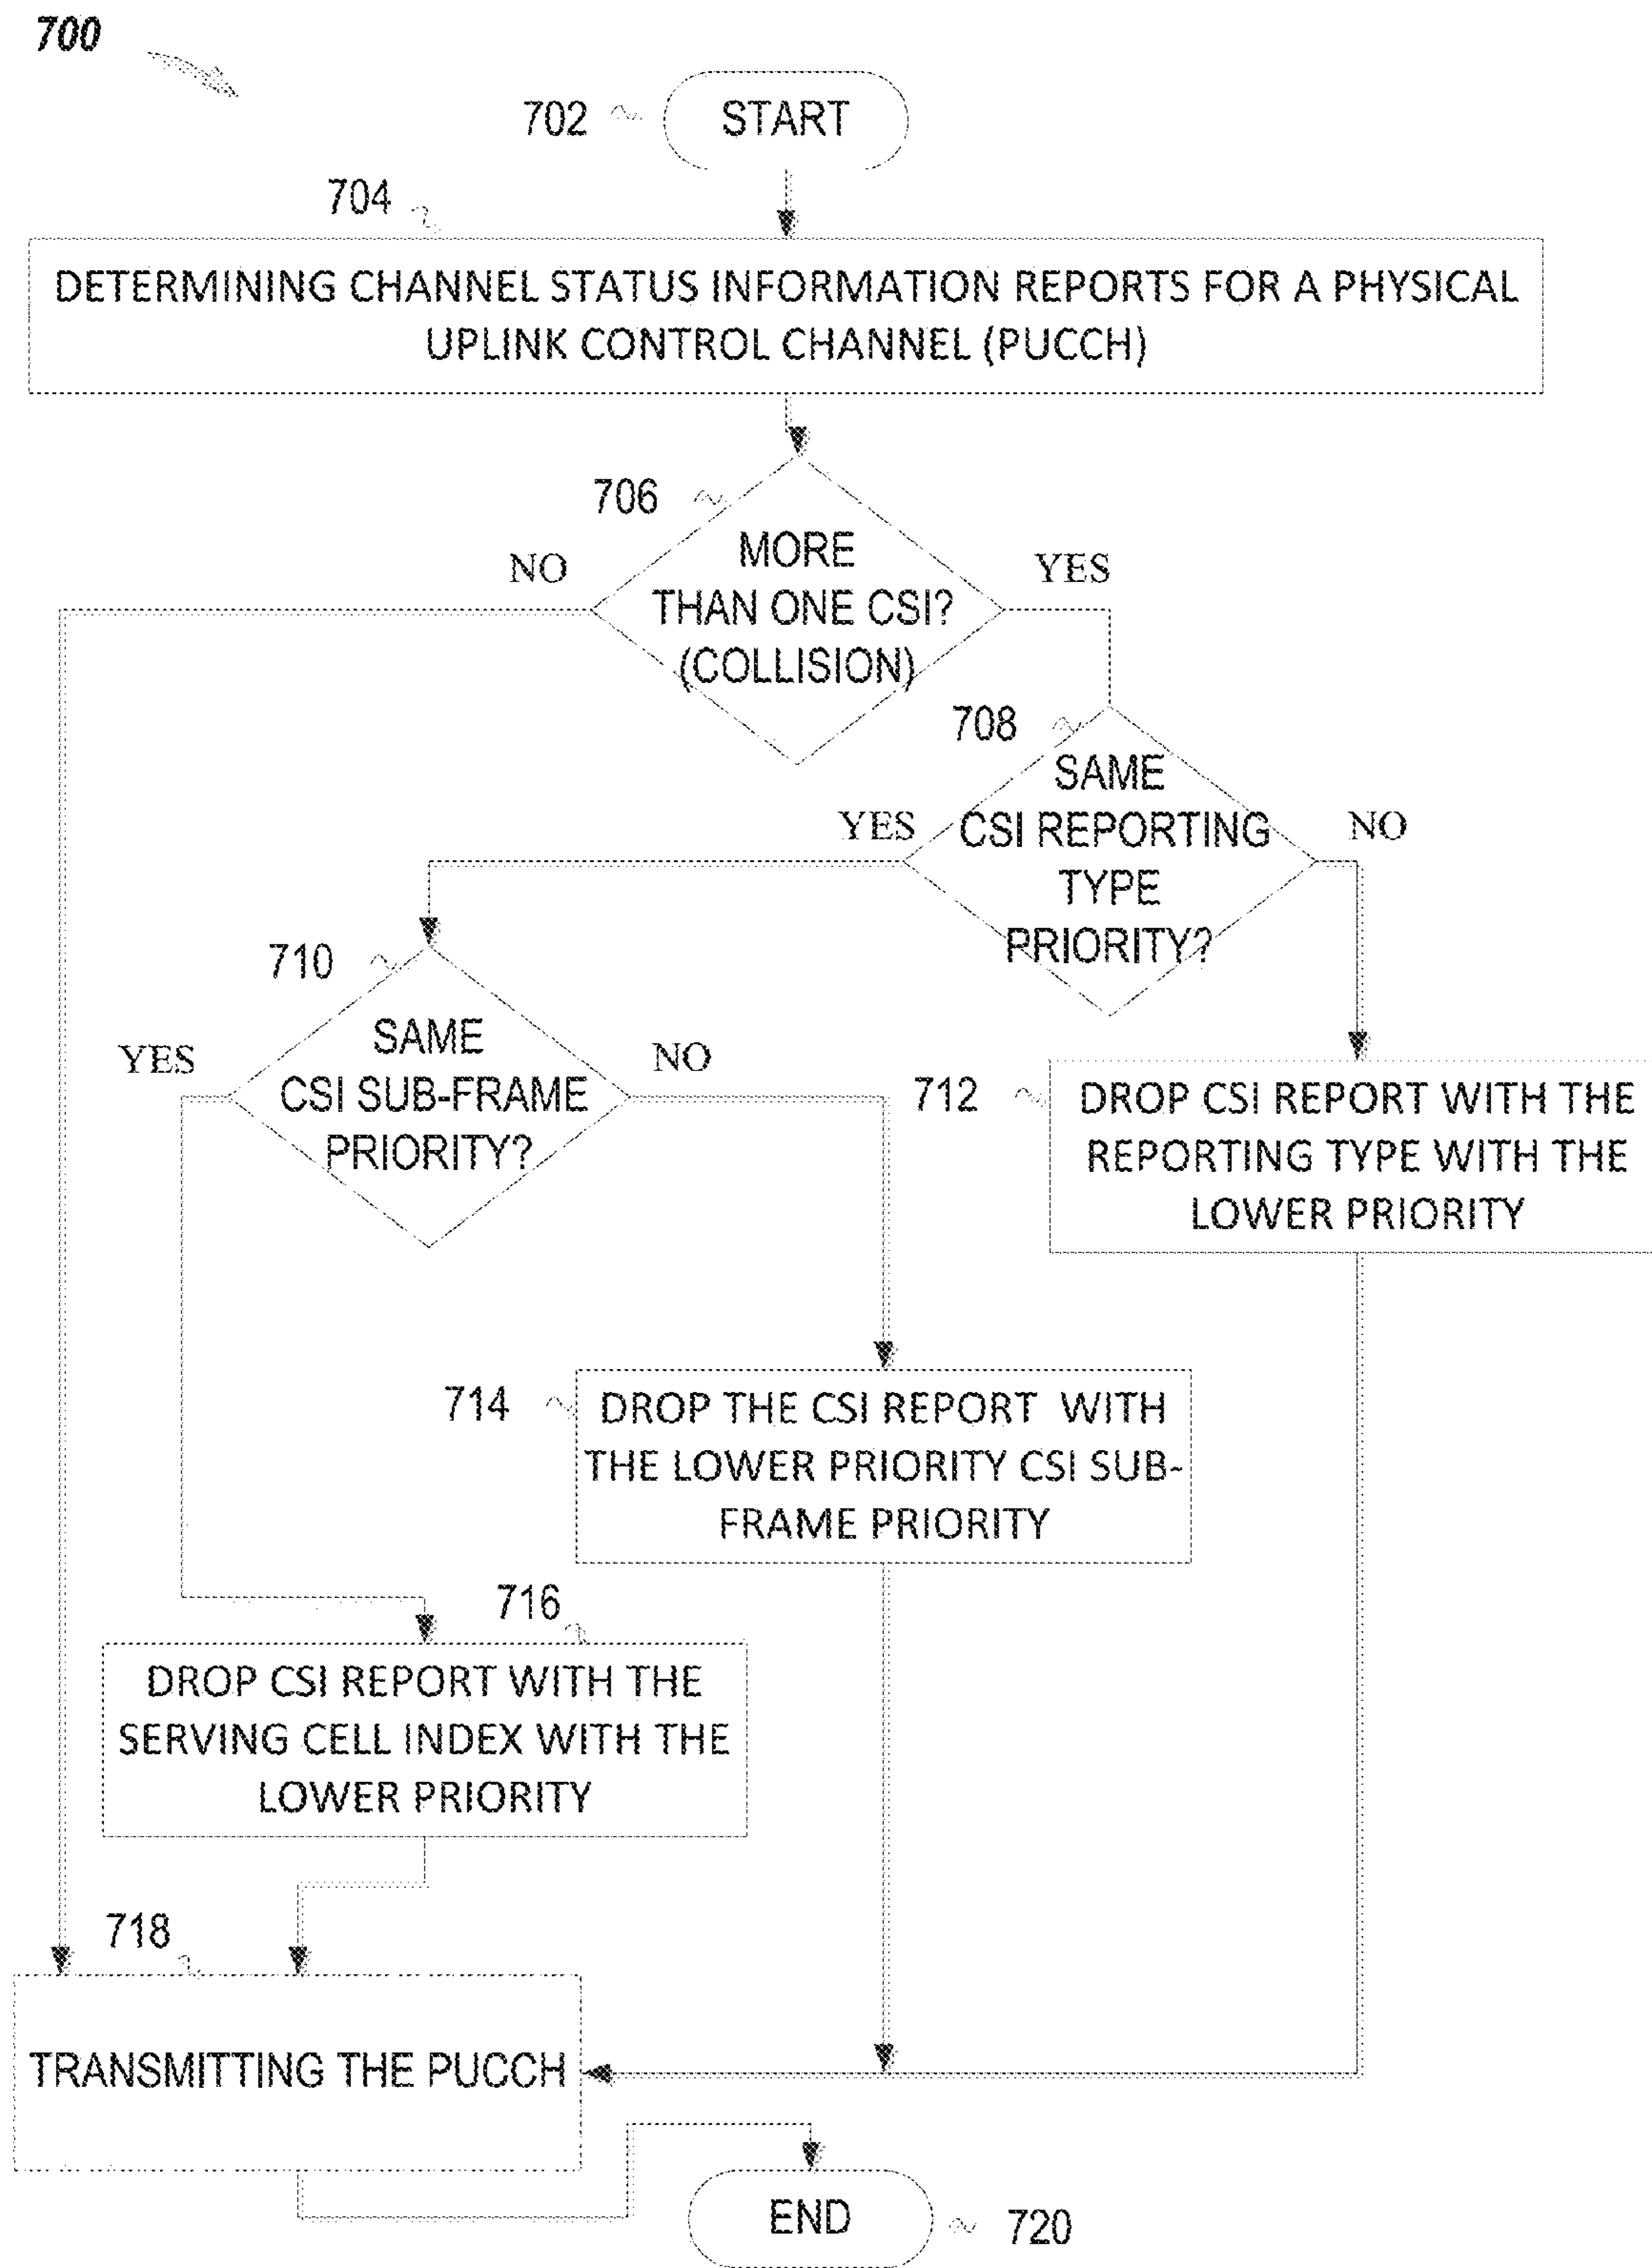 700
702
START
704
DETERMINING CHANNEL STATUS INFORMATION REPORTS FOR A PHYSICAL
UPLINK CONTROL CHANNEL (PUCCH)
706
NO
MORE
THAN ONE CSI?
(COLLISION)
YES
708
YES
SAME
CSI REPORTING
TYPE
PRIORITY?
NO
710
YES
SAME
CSI SUB-FRAME
PRIORITY?
NO
712
DROP CSI REPORT WITH THE
REPORTING TYPE WITH THE
LOWER PRIORITY
714
DROP THE CSI REPORT WITH
THE LOWER PRIORITY CSI SUB-
FRAME PRIORITY
716
DROP CSI REPORT WITH THE
SERVING CELL INDEX WITH THE
LOWER PRIORITY
718
TRANSMITTING THE PUCCH
END
720